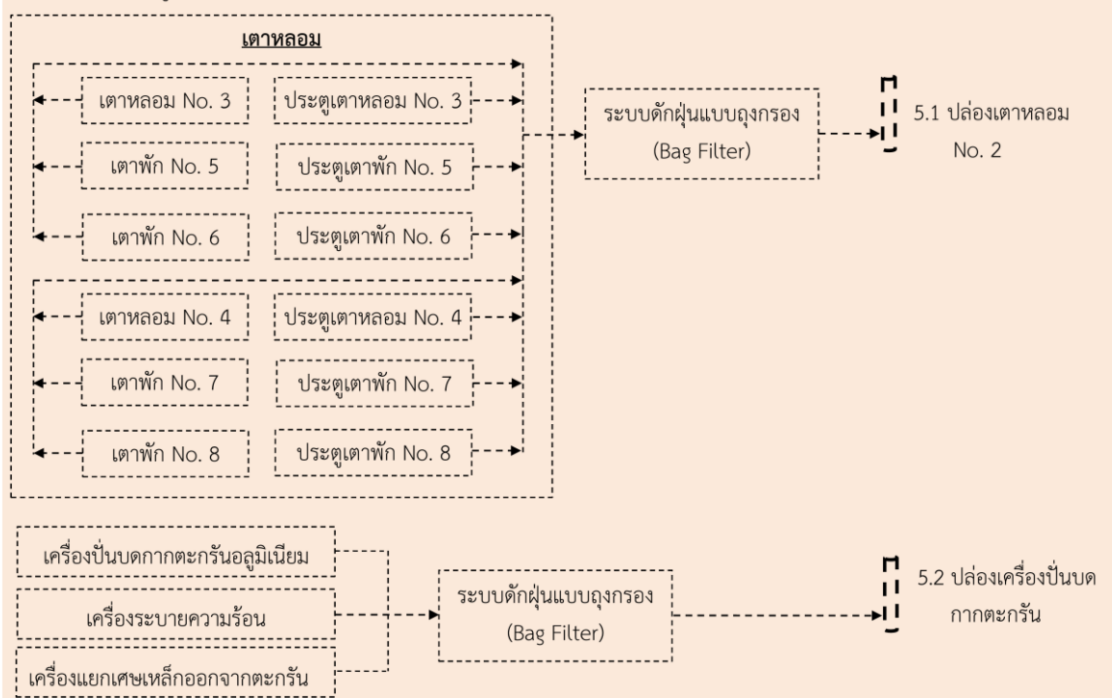 เตาหลอม
เตาหลอม No. 3
ประตูเตาหลอม No. 3
เตาพัก No. 5
ประตูเตาพัก No. 5
เตาพัก No. 6
ประตูเตาพัก No. 6
เตาหลอม No. 4
ประตูเตาหลอม No. 4
เตาพัก No. 7
ประตูเตาพัก No. 7
เตาพัก No. 8
ประตูเตาพัก No. 8
ระบบดักฝุ่นแบบถุงกรอง
(Bag Filter)
5.1 ปล่องเตาหลอม
No. 2
เครื่องปั่นบดกากตะกรันอลูมิเนียม
เครื่องระบายความร้อน
เครื่องแยกเศษเหล็กออกจากตะกรัน
ระบบดักฝุ่นแบบถุงกรอง
(Bag Filter)
5.2 ปล่องเครื่องปั่นบด
กากตะกรัน